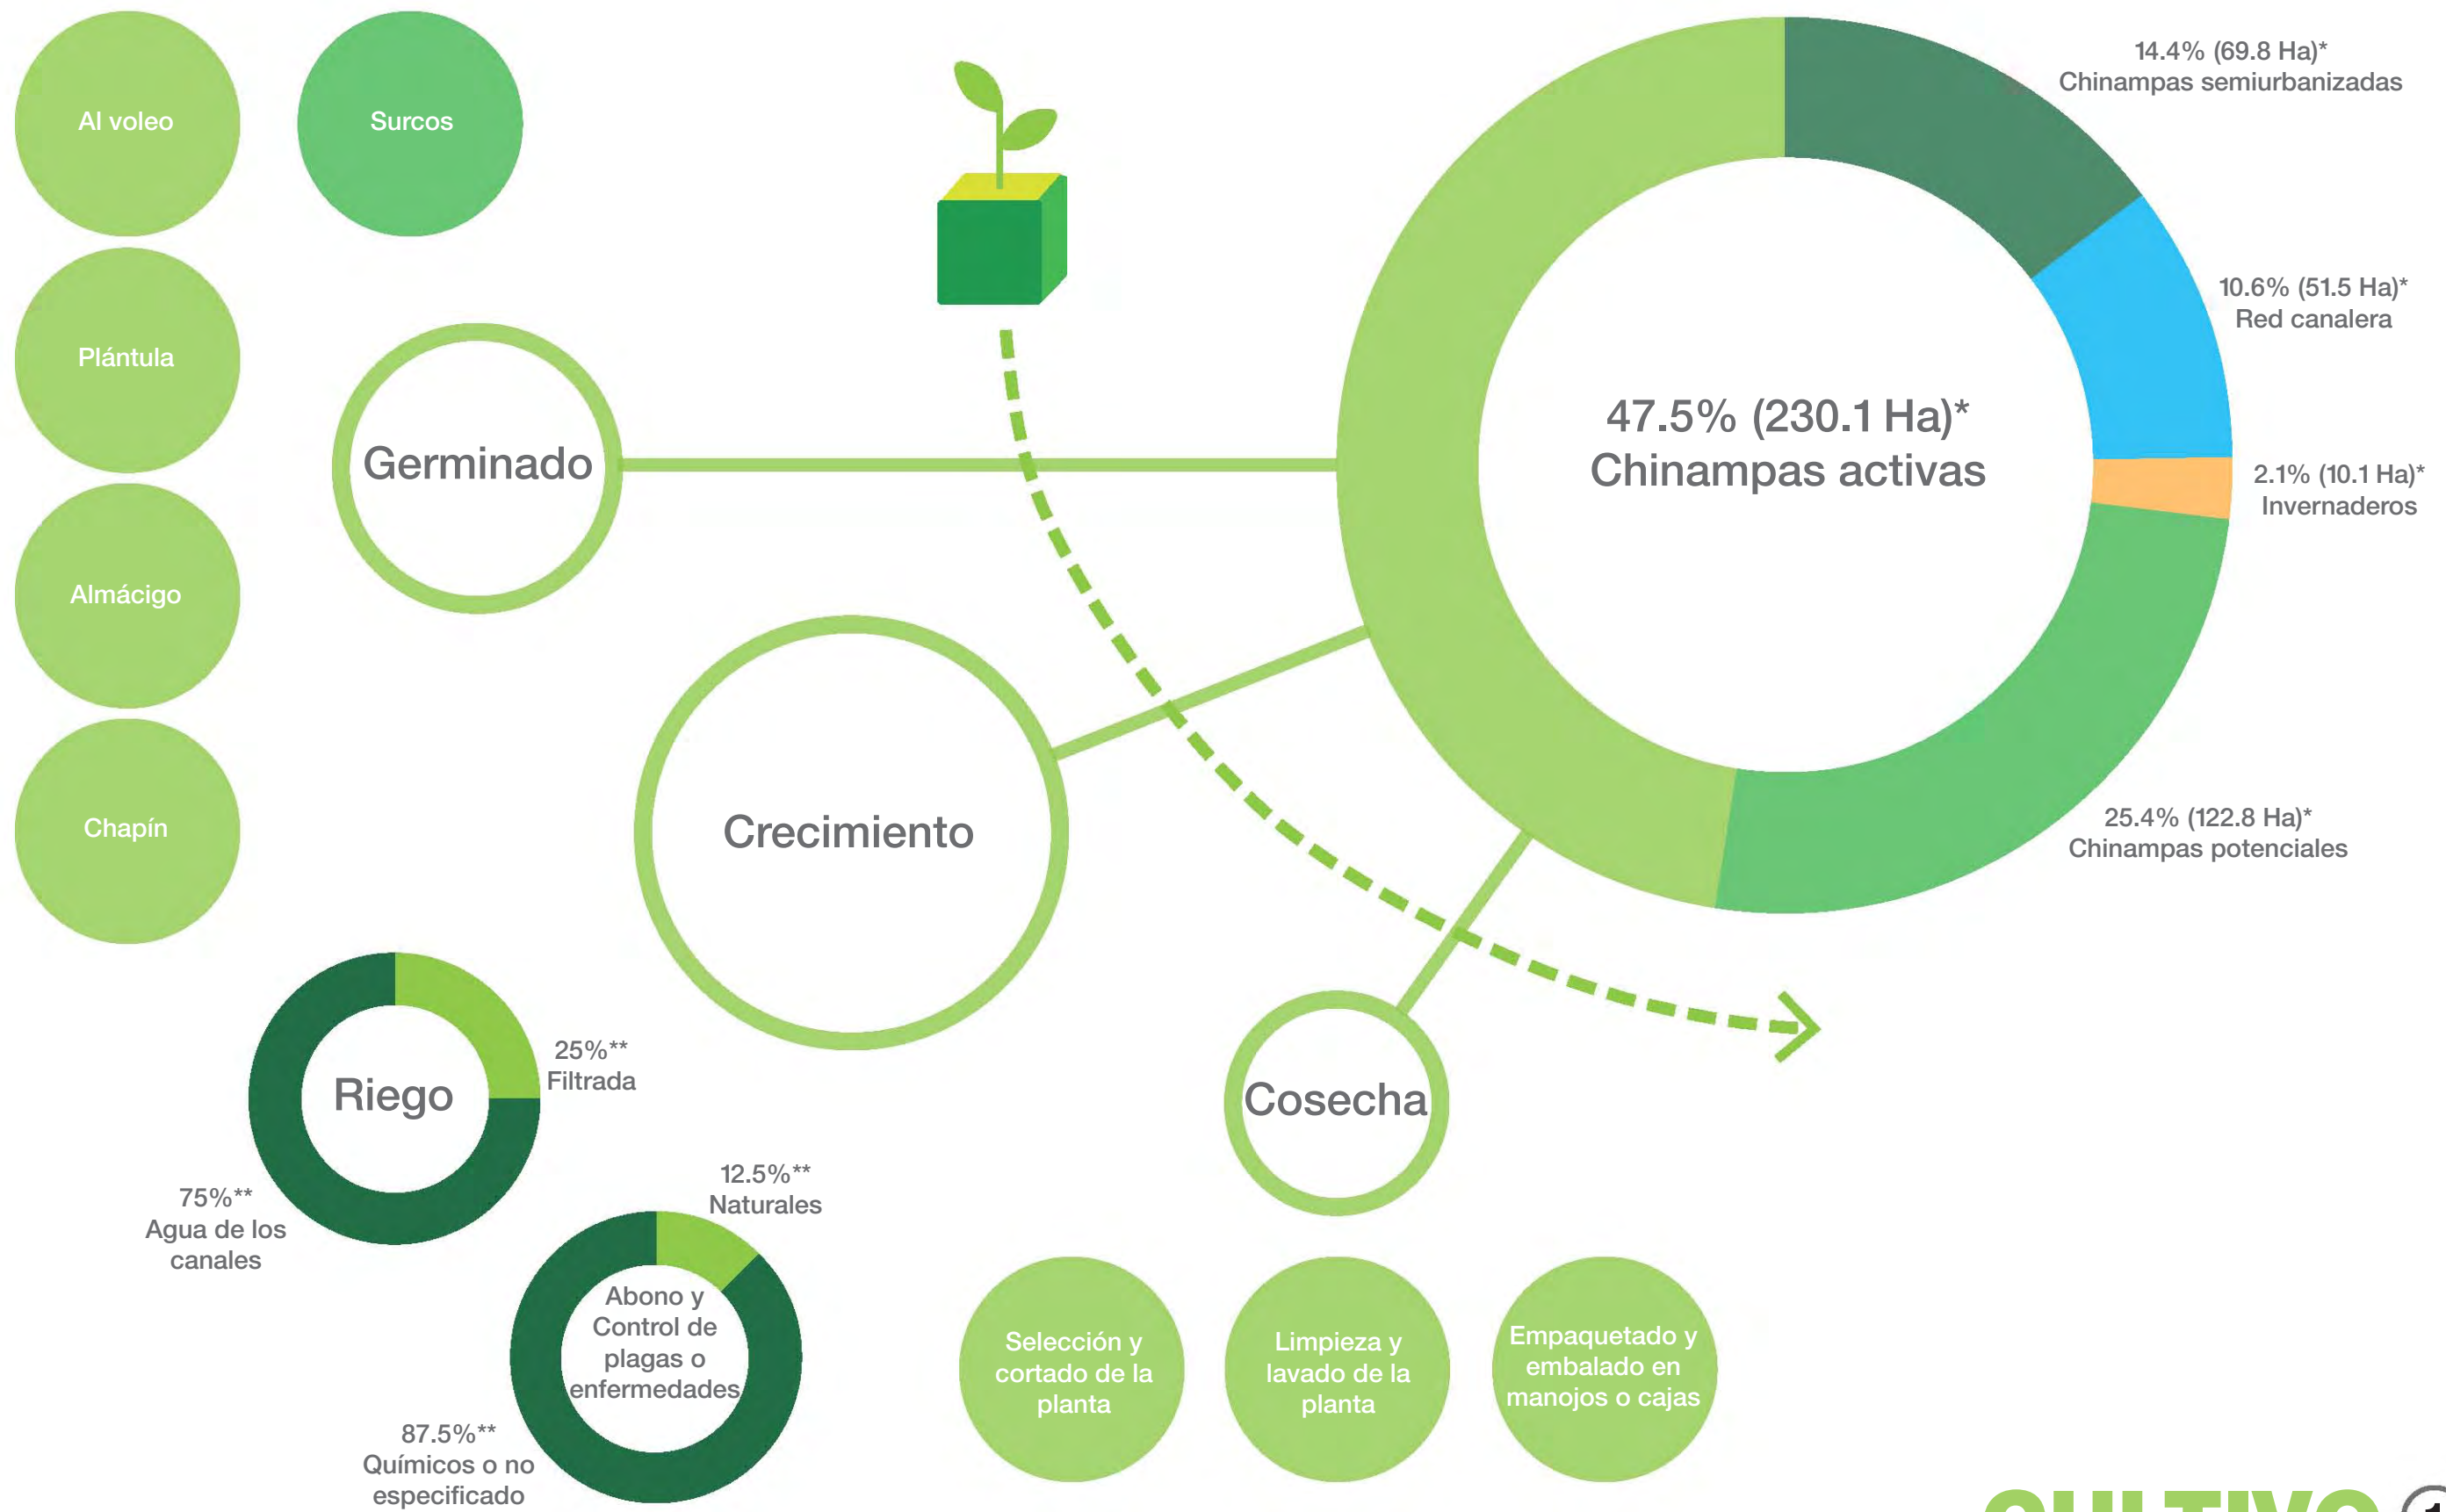 Al voleo
Surcos
Plántula
Almácigo
Chapín
Germinado
Crecimiento
Cosecha
14.4% (69.8 Ha)*
Chinampas semiurbanizadas
10.6% (51.5 Ha)*
Red canalera
47.5% (230.1 Ha)*
Chinampas activas
2.1% (10.1 Ha)*
Invernaderos
25.4% (122.8 Ha)*
Chinampas potenciales
Riego
25%**
Filtrada
75%**
Agua de los
canales
12.5%**
Naturales
Abono y
Control de
plagas o
enfermedades
87.5%**
Químicos o no
especificado
Selección y
cortado de la
planta
Limpieza y
lavado de la
planta
Empaquetado y
embalado en
manojos o cajas
CULTIVO